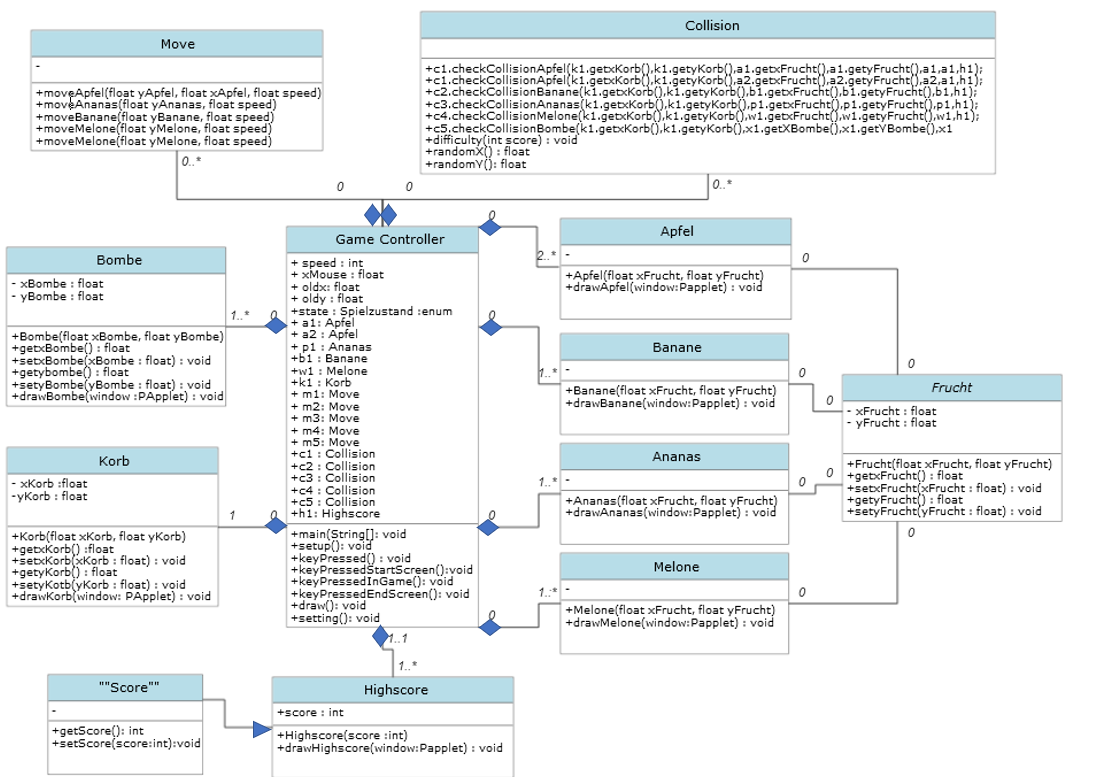 Move
-
+moveApfel(float yApfel, float xApfel, float speed)
+moveAnanas(float yAnanas, float speed)
+moveBanane(float yBanane, float speed)
+moveMelone(float yMelone, float speed)
+moveMelone(float yMelone, float speed)
0..*
0
Collision
+c1.checkCollisionApfel(k1.getxKorb(),k1.getyKorb(),a1.getxFrucht(),a1.getyFrucht(),a1,a1,h1);
+c1.checkCollisionApfel(k1.getxKorb(),k1.getyKorb(),a2.getxFrucht(),a2.getyFrucht(),a2,a1,h1);
+c2.checkCollisionBanane(k1.getxKorb(),k1.getyKorb(),b1.getxFrucht(),b1.getyFrucht(),b1,h1);
+c3.checkCollisionAnanas(k1.getxKorb(),k1.getyKorb(),p1.getxFrucht(),p1.getyFrucht(),p1,h1);
+c4.checkCollisionMelone(k1.getxKorb(),k1.getyKorb(),w1.getxFrucht(),w1.getyFrucht(),w1,h1);
+c5.checkCollisionBombe(k1.getxKorb(),k1.getyKorb(),x1.getXBombe(),x1.getYBombe(),x1
+difficulty(int score) : void
+randomX() : float
+randomY(): float
0..*
0
Bombe
- xBombe : float
- yBombe : float
+Bombe(float xBombe, float yBombe)
+getxBombe() : float
+setxBombe(xBombe : float) : void
+getybombe() : float
+setyBombe(yBombe : float) : void
+drawBombe(window :PApplet) : void
1..*
0
Korb
- xKorb :float
-yKorb : float
+Korb(float xKorb, float yKorb)
+getxKorb() :float
+setxKorb(xKorb : float) : void
+getyKorb() : float
+setyKotb(yKorb : float) : void
+drawKorb(window: PApplet) : void
1
0
Game Controller
+ speed : int
+ xMouse : float
+ oldx: float
+ oldy : float
+state : Spielzustand :enum
+ a1: Apfel
+ a2 : Apfel
+ p1 : Ananas
+b1 : Banane
+w1 : Melone
+ k1 : Korb
+ m1: Move
+ m2: Move
+ m3: Move
+ m4: Move
+ m5: Move
+c1 : Collision
+c2 : Collision
+c3 : Collision
+c4 : Collision
+c5 : Collision
+h1: Highscore
+main(String[]: void
+setup(): void
+keyPressed() : void
+keyPressedStartScreen():void
+keyPressedInGame(): void
+keyPressedEndScreen(): void
+draw(): void
+setting(): void
0
2..*
Apfel
-
+Apfel(float xFrucht, float yFrucht)
+drawApfel(window:Papplet) : void
0
0
1..*
Banane
-
+Banane(float xFrucht, float yFrucht)
+drawBanane(window:Papplet) : void
0
0
0
Frucht
- xFrucht : float
- yFrucht : float
+Frucht(float xFrucht, float yFrucht)
+getxFrucht() : float
+setxFrucht(xFrucht : float) : void
+getyFrucht() : float
+setyFrucht(yFrucht : float) : void
0
1..*
Ananas
-
+Ananas(float xFrucht, float yFrucht)
+drawAnanas(window:Papplet) : void
0
0
0
1..*
Melone
-
+Melone(float xFrucht, float yFrucht)
+drawMelone(window:Papplet) : void
0
0
1..1
1..*
""Score""
-
+getScore(): int
+setScore(score:int):void
Highscore
+score : int
+Highscore(score :int)
+drawHighscore(window:Papplet) : void